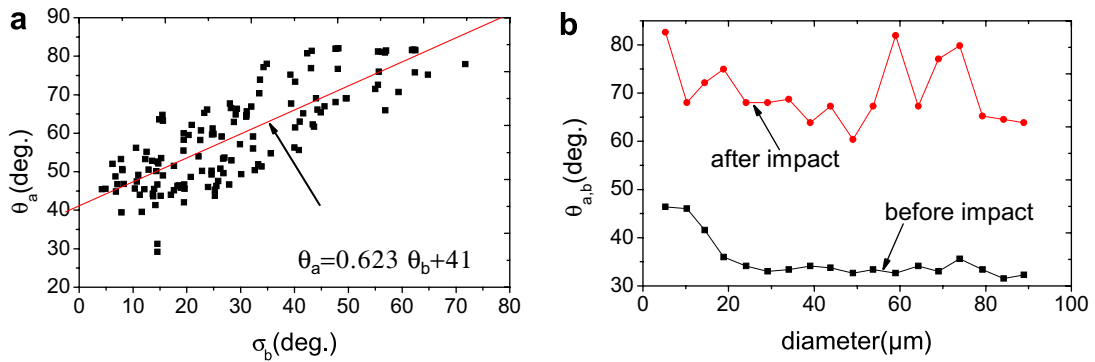 a
90
80
70
60
50
40
30
20
θa(deg.)
θa=0.623 θb+41
0 10 20 30 40 50 60 70 80
σb(deg.)
b
80
70
60
50
40
30
θa,b(deg.)
after impact
before impact
0 20 40 60 80 100
diameter(μm)